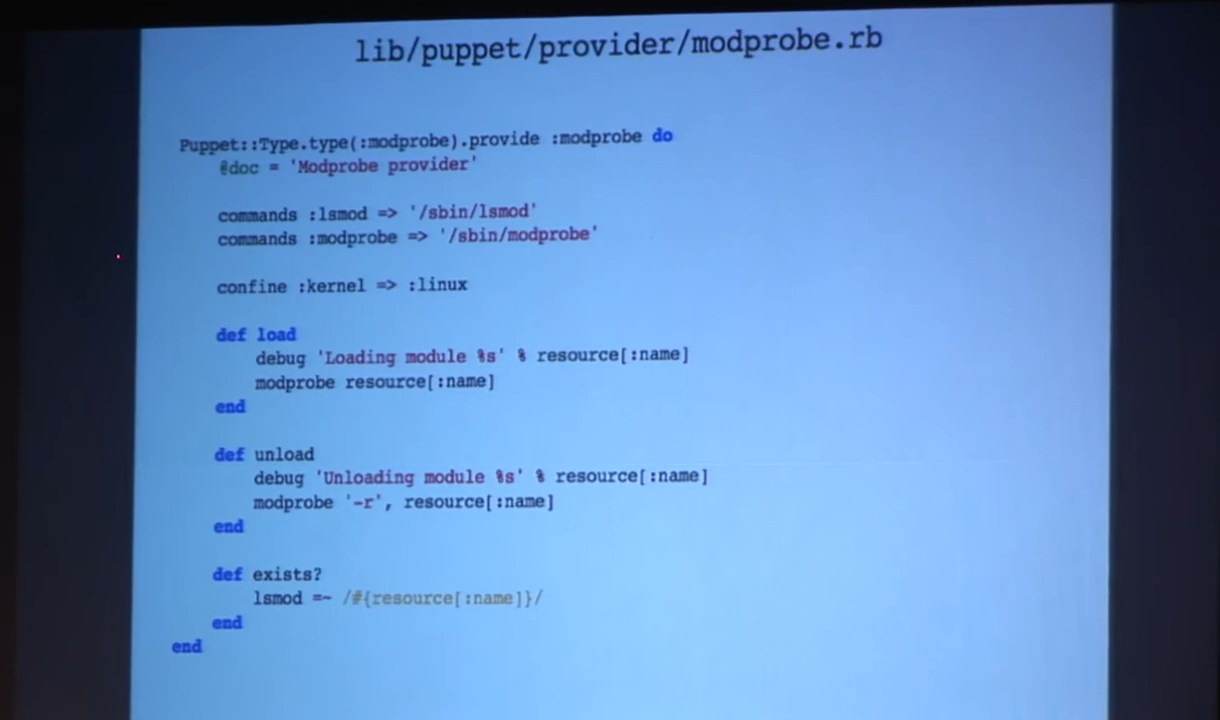 lib/puppet/provider/modprobe.rb
Puppet::Type.type(:modprobe).provide :modprobe do
@doc = 'Modprobe provider'
commands :lsmod => '/sbin/lsmod'
commands :modprobe => '/sbin/modprobe'
confine :kernel => :linux
def load
debug 'Loading module %s' % resource[:name]
modprobe resource[:name]
end
def unload
debug 'Unloading module %s' % resource[:name]
modprobe '-r', resource[:name]
end
def exists?
lsmod =~ /#{resource[:name]}/
end
end